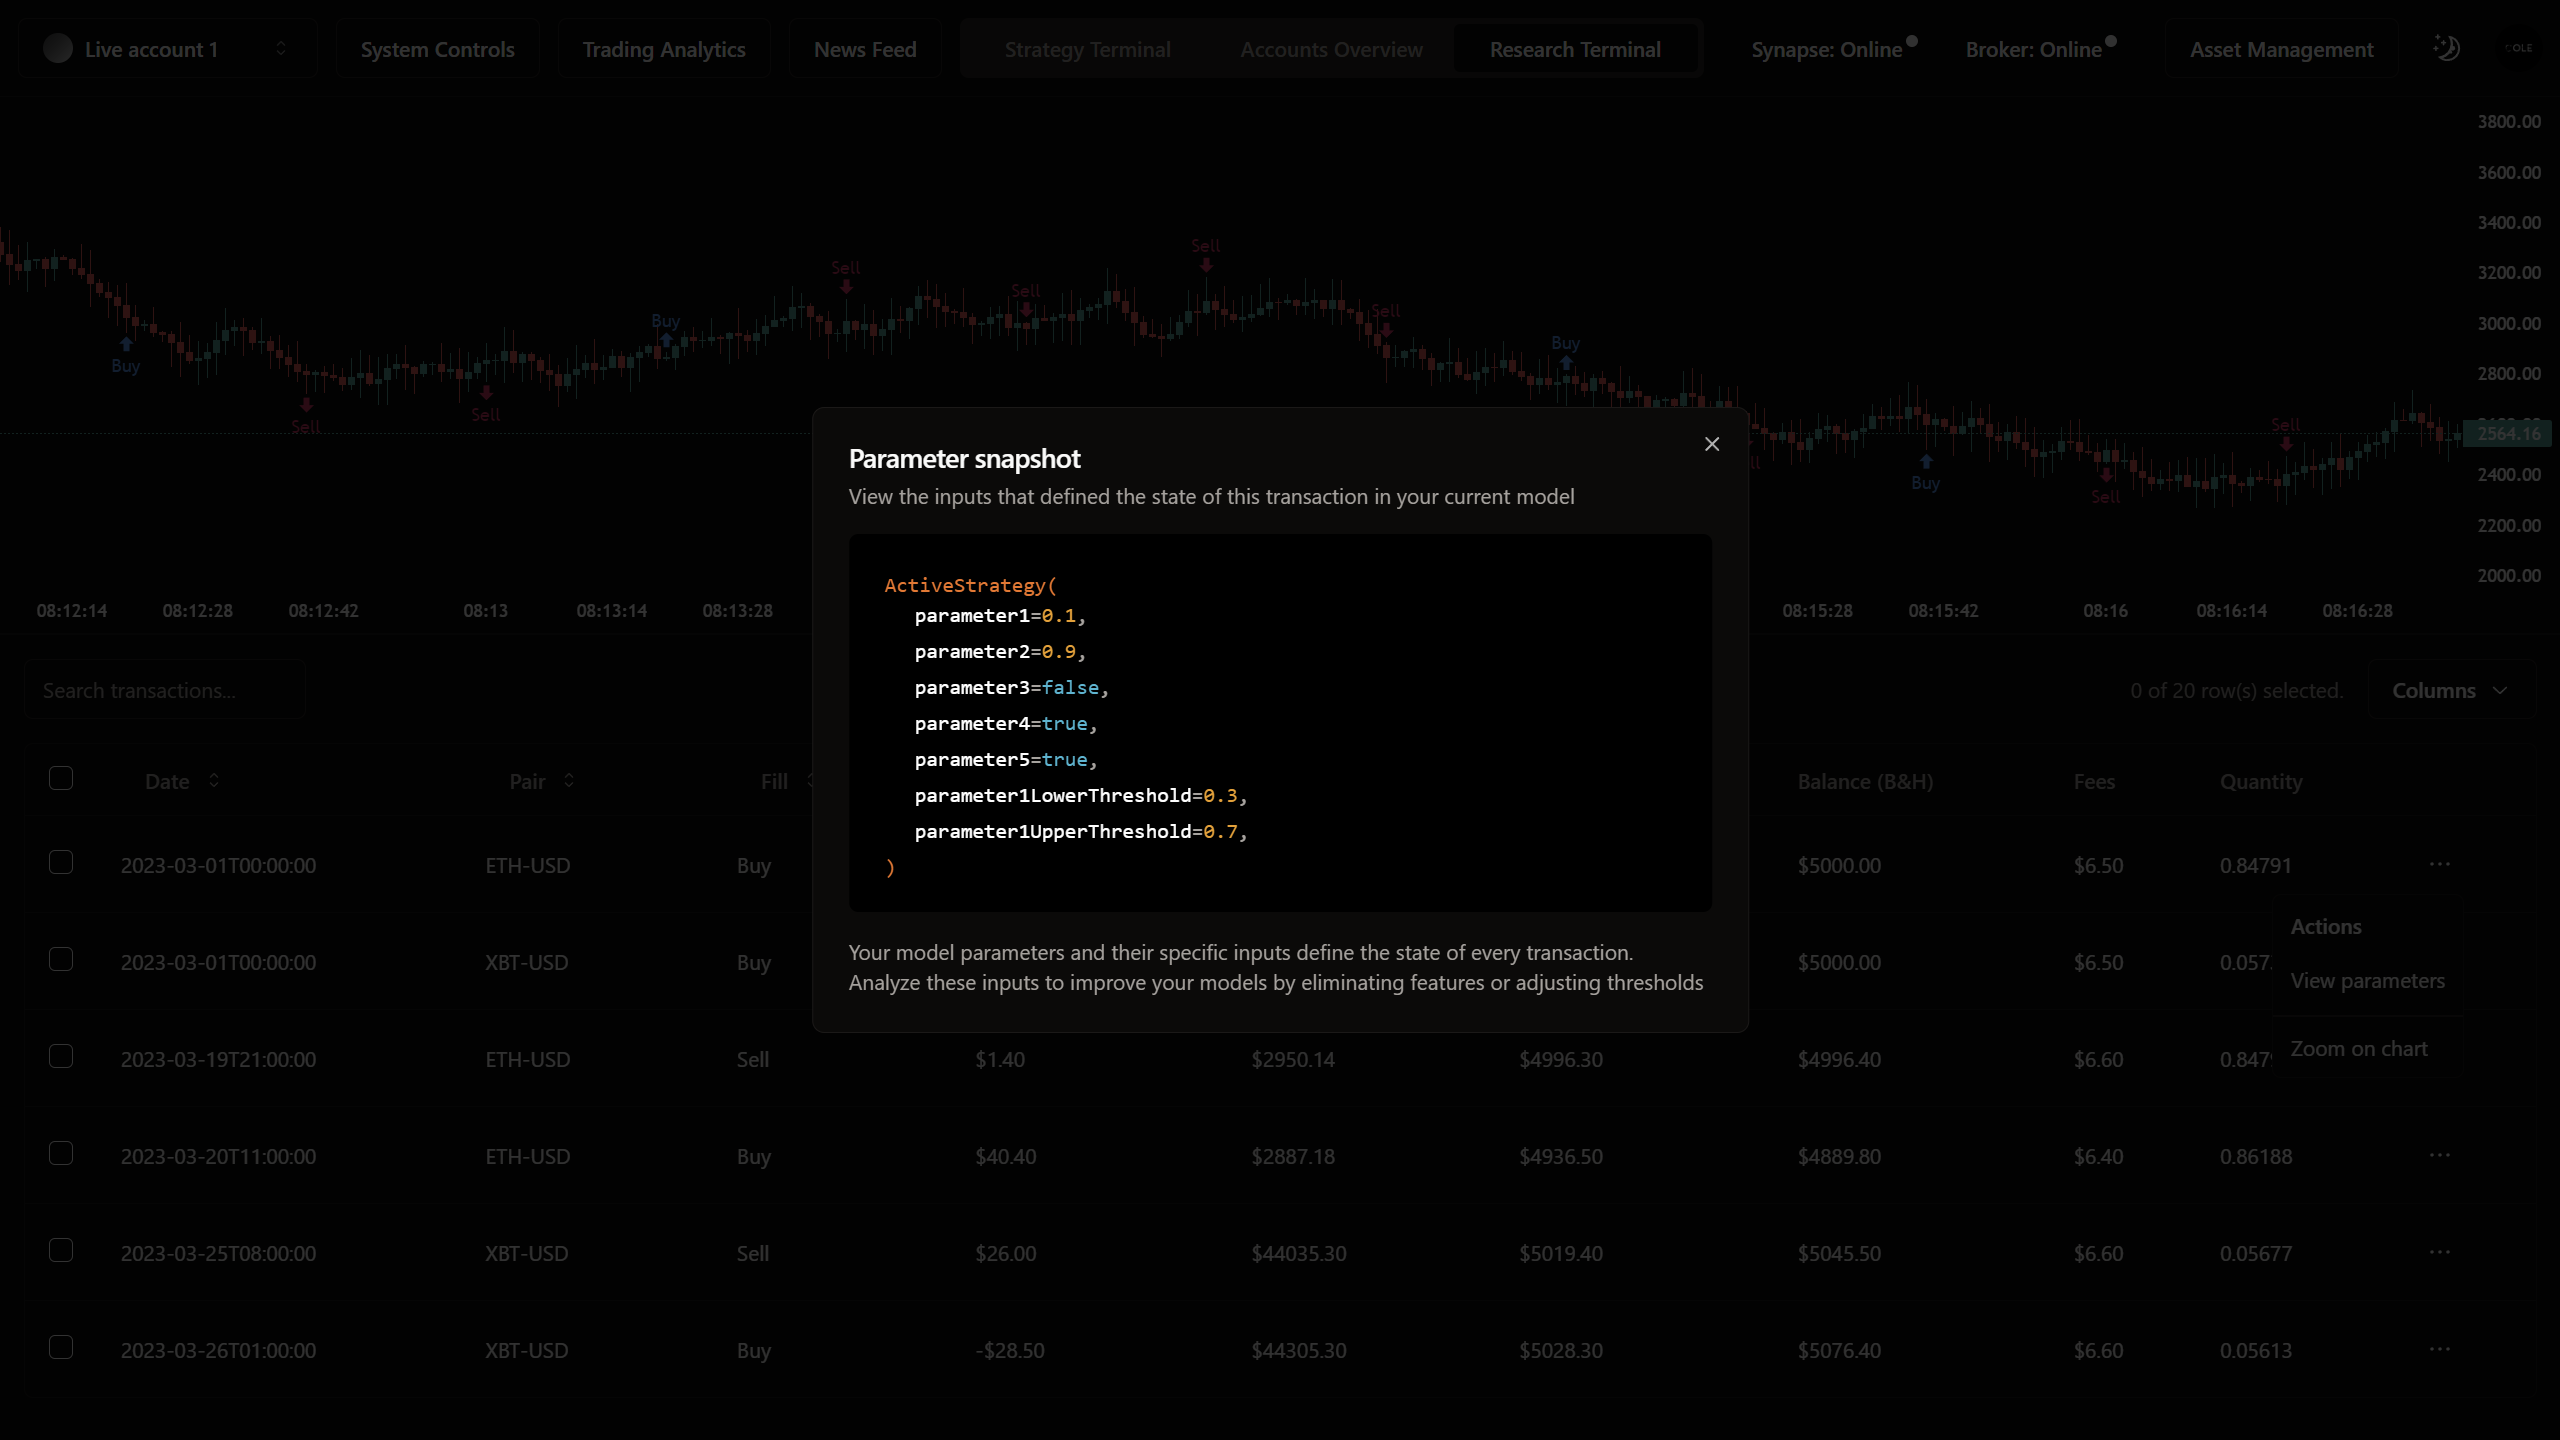 Live account 1
System Controls
Trading Analytics
News Feed
Strategy Terminal
Accounts Overview
Research Terminal
Synapse: Online
Broker: Online
Asset Management
3800.00
3600.00
3400.00
3200.00
3000.00
2800.00
2564.16
2400.00
2200.00
2000.00
Sell
Sell
Sell
Sell
Buy
Buy
Buy
Sell
Sell
Sell
Buy
Sell
08:12:14 08:12:28 08:12:42 08:13 08:13:14 08:13:28 08:15:28 08:15:42 08:16 08:16:14 08:16:28
Parameter snapshot
View the inputs that defined the state of this transaction in your current model
ActiveStrategy(
parameter1=0.1,
parameter2=0.9,
parameter3=false,
parameter4=true,
parameter5=true,
parameter1LowerThreshold=0.3,
parameter1UpperThreshold=0.7,
)
Your model parameters and their specific inputs define the state of every transaction.
Analyze these inputs to improve your models by eliminating features or adjusting thresholds
Search transactions...
0 of 20 row(s) selected.
Columns
Date Pair Fill Balance (B&H) Fees Quantity
2023-03-01T00:00:00 ETH-USD Buy $5000.00 $6.50 0.84791
2023-03-01T00:00:00 XBT-USD Buy $5000.00 $6.50 0.057
2023-03-19T21:00:00 ETH-USD Sell $1.40 $2950.14 $4996.30 $4996.40 $6.60 0.847
2023-03-20T11:00:00 ETH-USD Buy $40.40 $2887.18 $4936.50 $4889.80 $6.40 0.86188
2023-03-25T08:00:00 XBT-USD Sell $26.00 $44035.30 $5019.40 $5045.50 $6.60 0.05677
2023-03-26T01:00:00 XBT-USD Buy -$28.50 $44305.30 $5028.30 $5076.40 $6.60 0.05613
Actions
View parameters
Zoom on chart